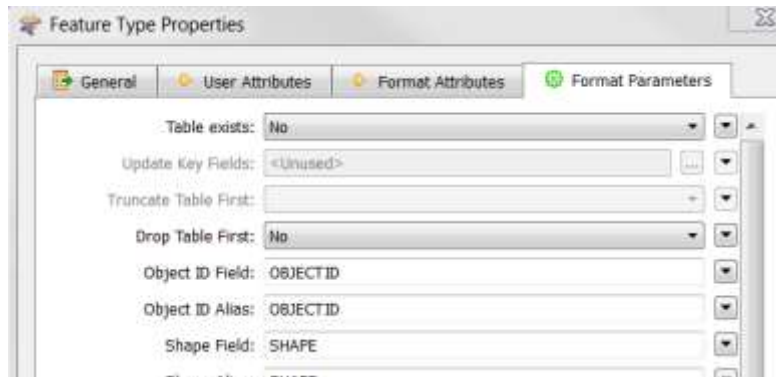 Feature Type Properties
General User Attributes Format Attributes Format Parameters
Table exists: No
Update Key Fields: <Unused> ...
Truncate Table First:
Drop Table First: No
Object ID Field: OBJECTID
Object ID Alias: OBJECTID
Shape Field: SHAPE